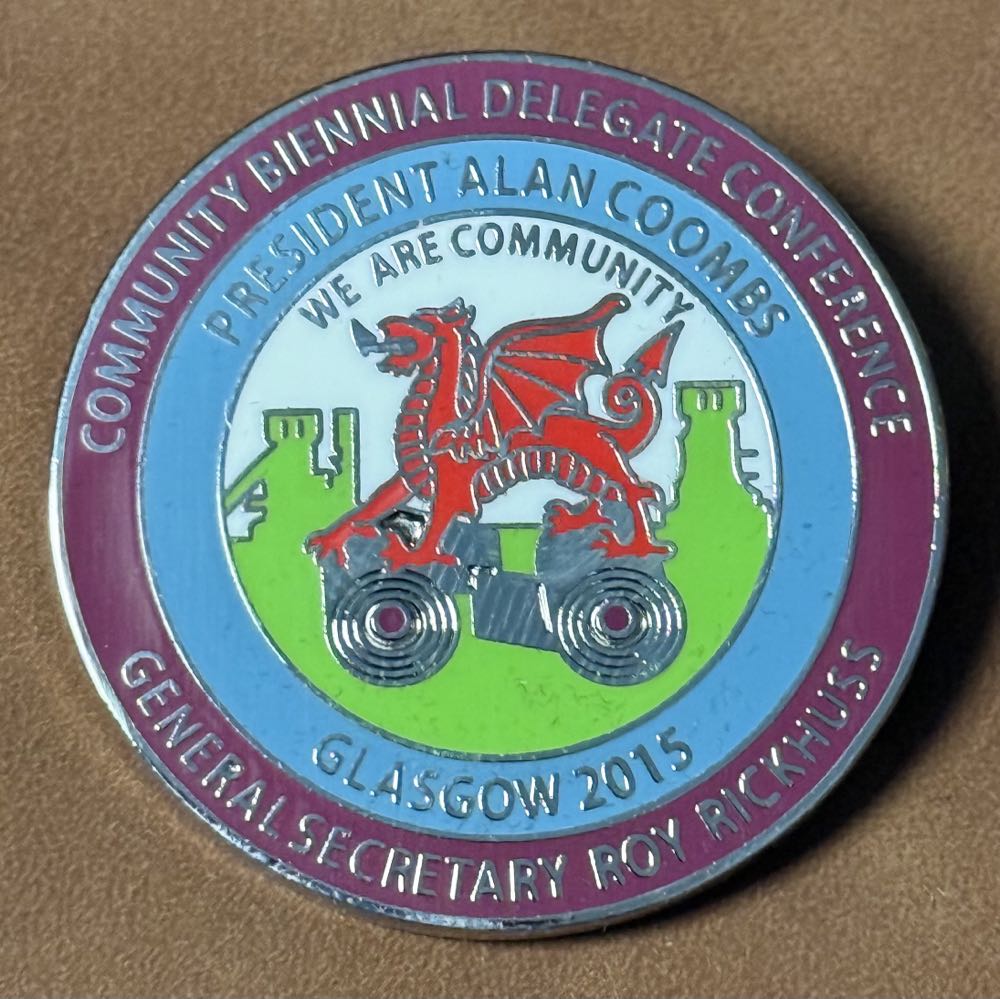 COMMUNITY BIENNIAL DELEGATE CONFERENCE
PRESIDENT ALAN COOMBS
WE ARE COMMUNITY
GLASGOW 2015
GENERAL SECRETARY ROY RICKHUSS